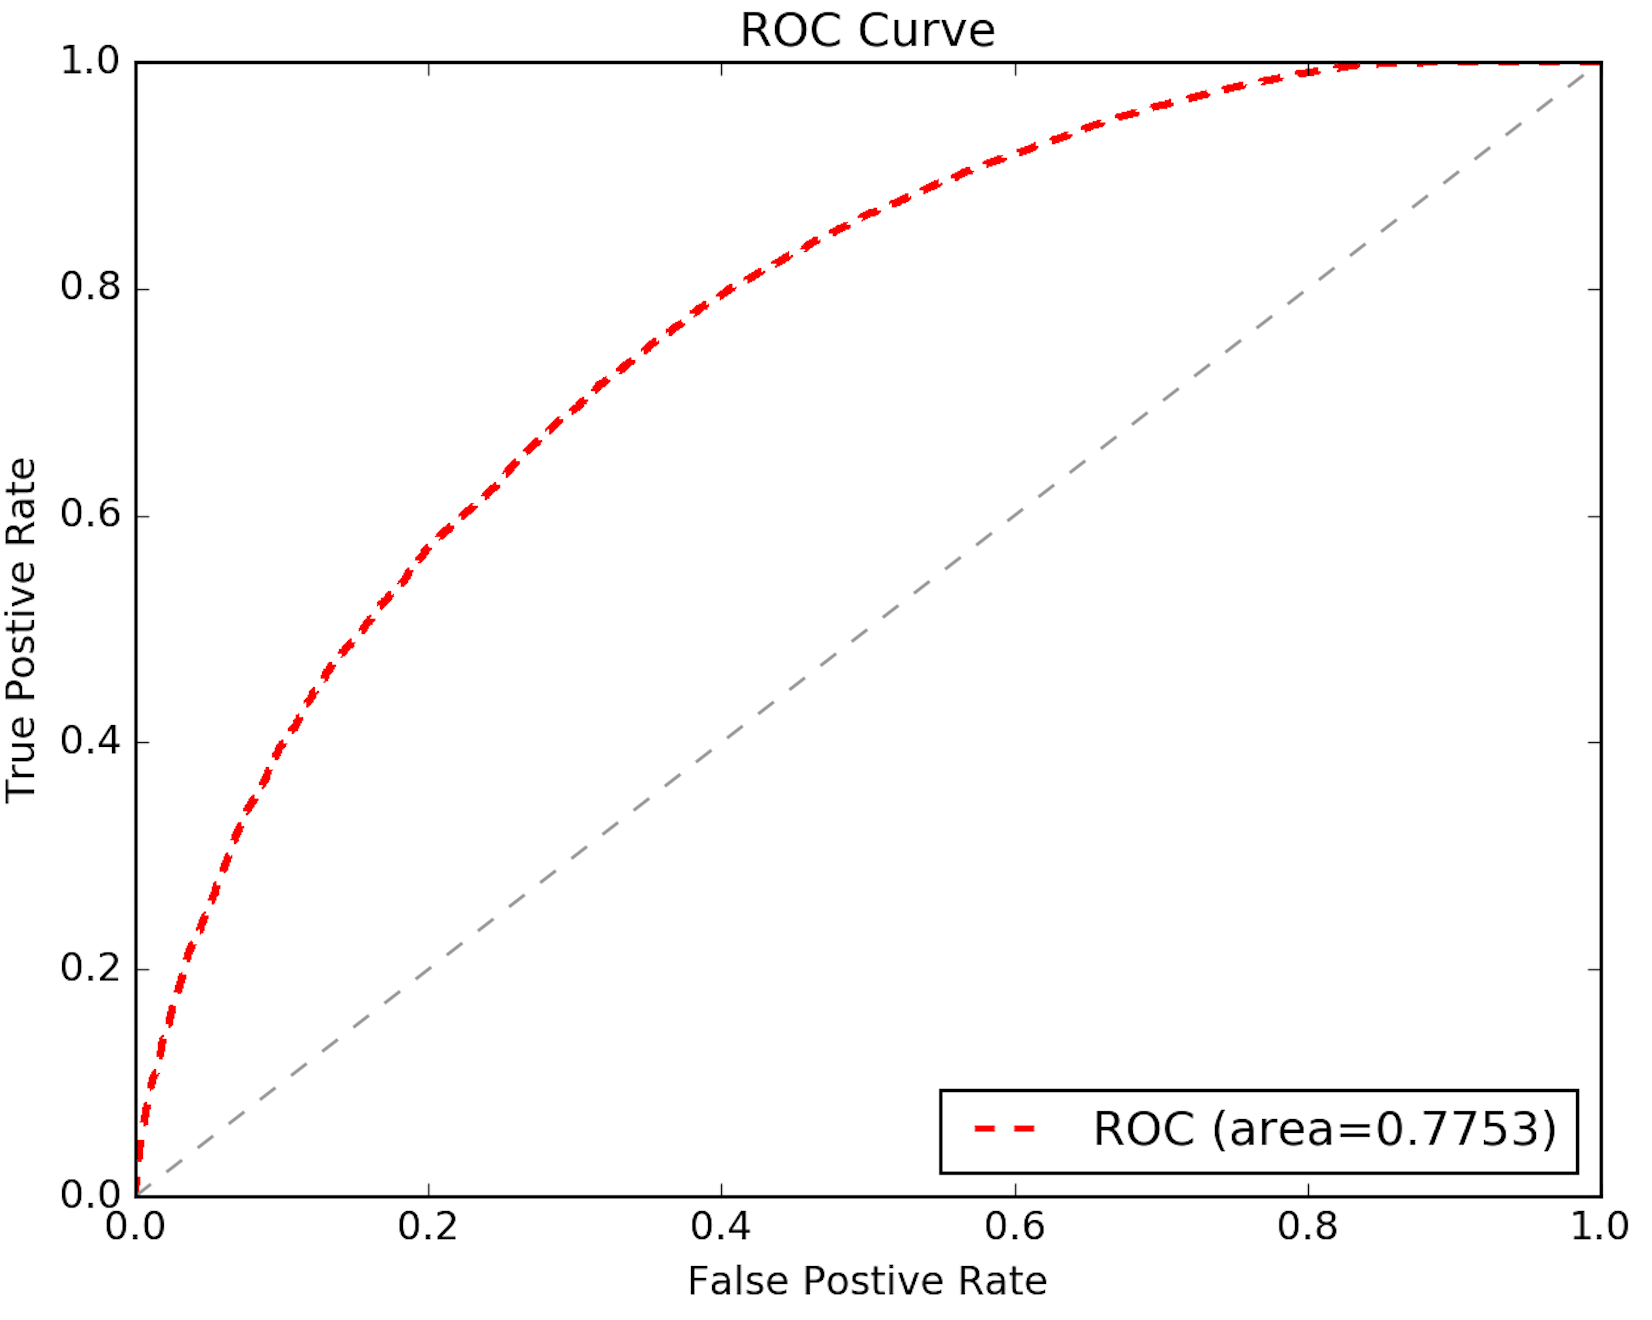 ROC Curve
1.0
0.8
0.6
0.4
0.2
0.0
True Postive Rate
ROC (area=0.7753)
0.0 0.2 0.4 0.6 0.8 1.0
False Postive Rate